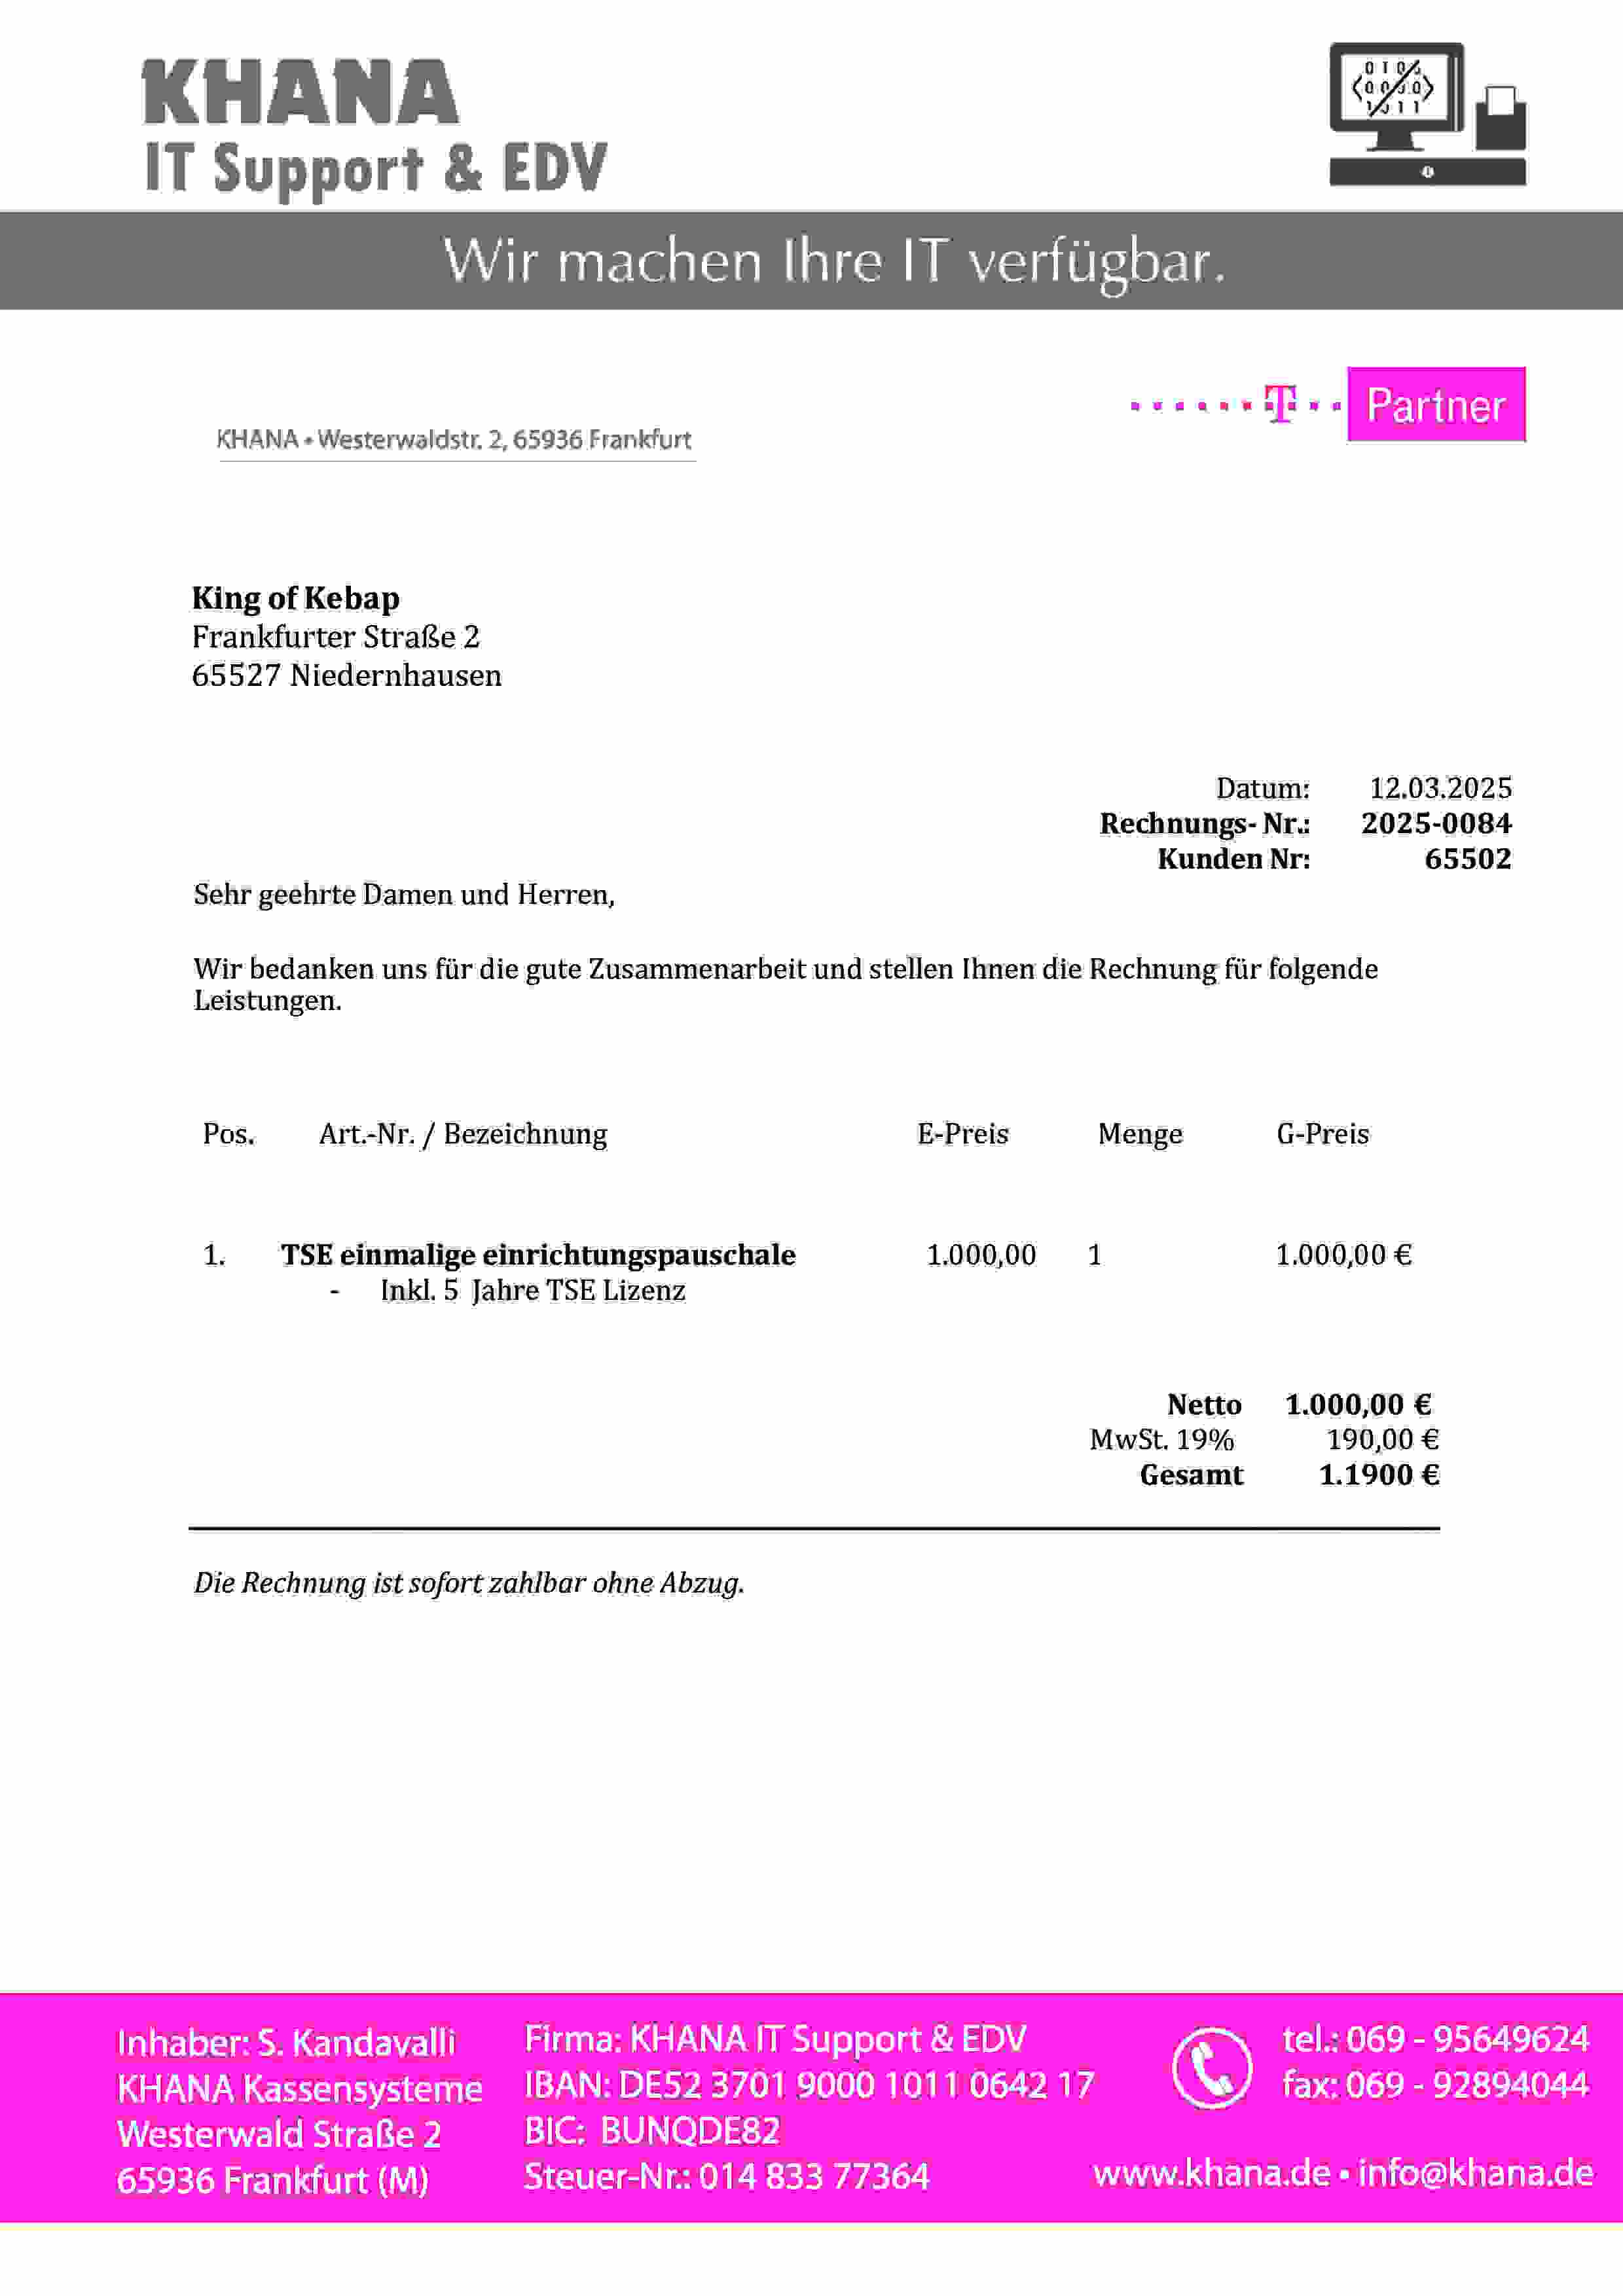 KHANA
IT Support & EDV
0 1 0
Wir machen Ihre IT verfügbar.
T Partner
KHANA • Westerwaldstr. 2, 65936 Frankfurt
King of Kebap
Frankfurter Straße 2
65527 Niedernhausen
Datum: 12.03.2025
Rechnungs- Nr.: 2025-0084
Kunden Nr: 65502
Sehr geehrte Damen und Herren,
Wir bedanken uns für die gute Zusammenarbeit und stellen Ihnen die Rechnung für folgende
Leistungen.
Pos. Art.-Nr. / Bezeichnung E-Preis Menge G-Preis
1. TSE einmalige einrichtungspauschale 1.000,00 1 1.000,00 €
- Inkl. 5 Jahre TSE Lizenz
Netto 1.000,00 €
MwSt. 19% 190,00 €
Gesamt 1.1900 €
Die Rechnung ist sofort zahlbar ohne Abzug.
Inhaber: S. Kandavalli
KHANA Kassensysteme
Westerwald Straße 2
65936 Frankfurt (M)
Firma: KHANA IT Support & EDV
IBAN: DE52 3701 9000 1011 0642 17
BIC: BUNQDE82
Steuer-Nr.: 014 833 77364
tel.: 069 - 95649624
fax: 069 - 92894044
www.khana.de • info@khana.de